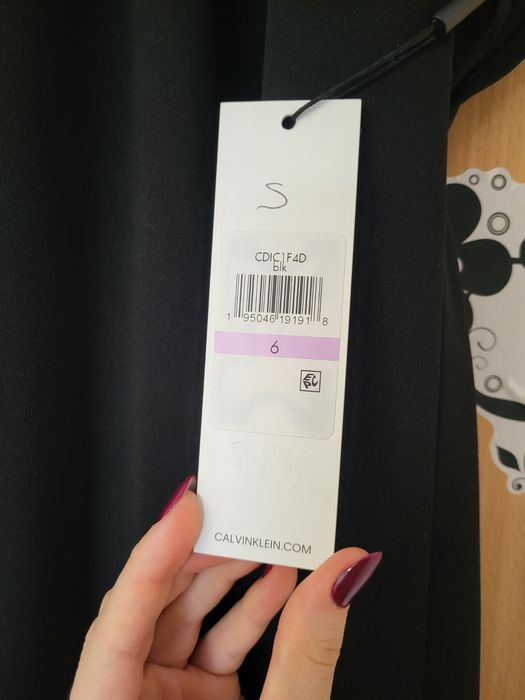 S
CDIC1F4D
blk
1 95046 19191 8
6
CALVINKLEIN.COM